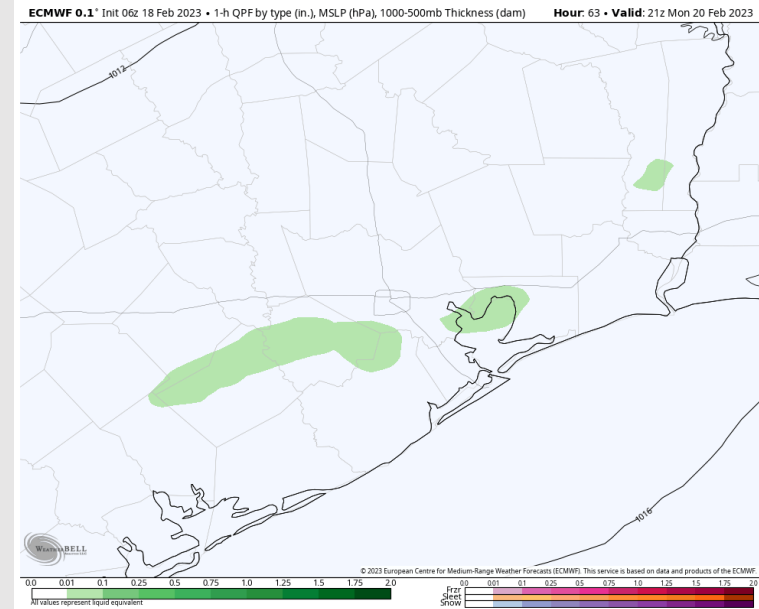 ECMWF 0.1° Init 06z 18 Feb 2023 • 1-h QPF by type (in.), MSLP (hPa), 1000-500mb Thickness (dam) Hour: 63 • Valid: 21z Mon 20 Feb 2023
1012
1016
WeatherBELL
© 2023 European Centre for Medium-Range Weather Forecasts (ECMWF). This service is based on data and products of the ECMWF.
0.0 0.01 0.1 0.25 0.5 0.75 1.0 1.25 1.5 1.75 2.0
All values represent liquid equivalent
0.0 0.01 0.1 0.25 0.5 0.75 1.0 1.25 1.5 1.75 2.0
Frzr
Sleet
Snow